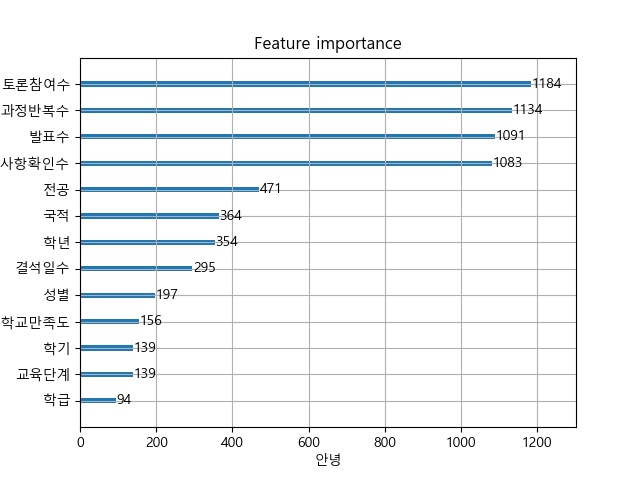 Feature importance
토론참여수 1184
과정반복수 1134
발표수 1091
사항확인수 1083
전공 471
국적 364
학년 354
결석일수 295
성별 197
학교만족도 156
학기 139
교육단계 139
학급 94
0 200 400 600 800 1000 1200
안녕